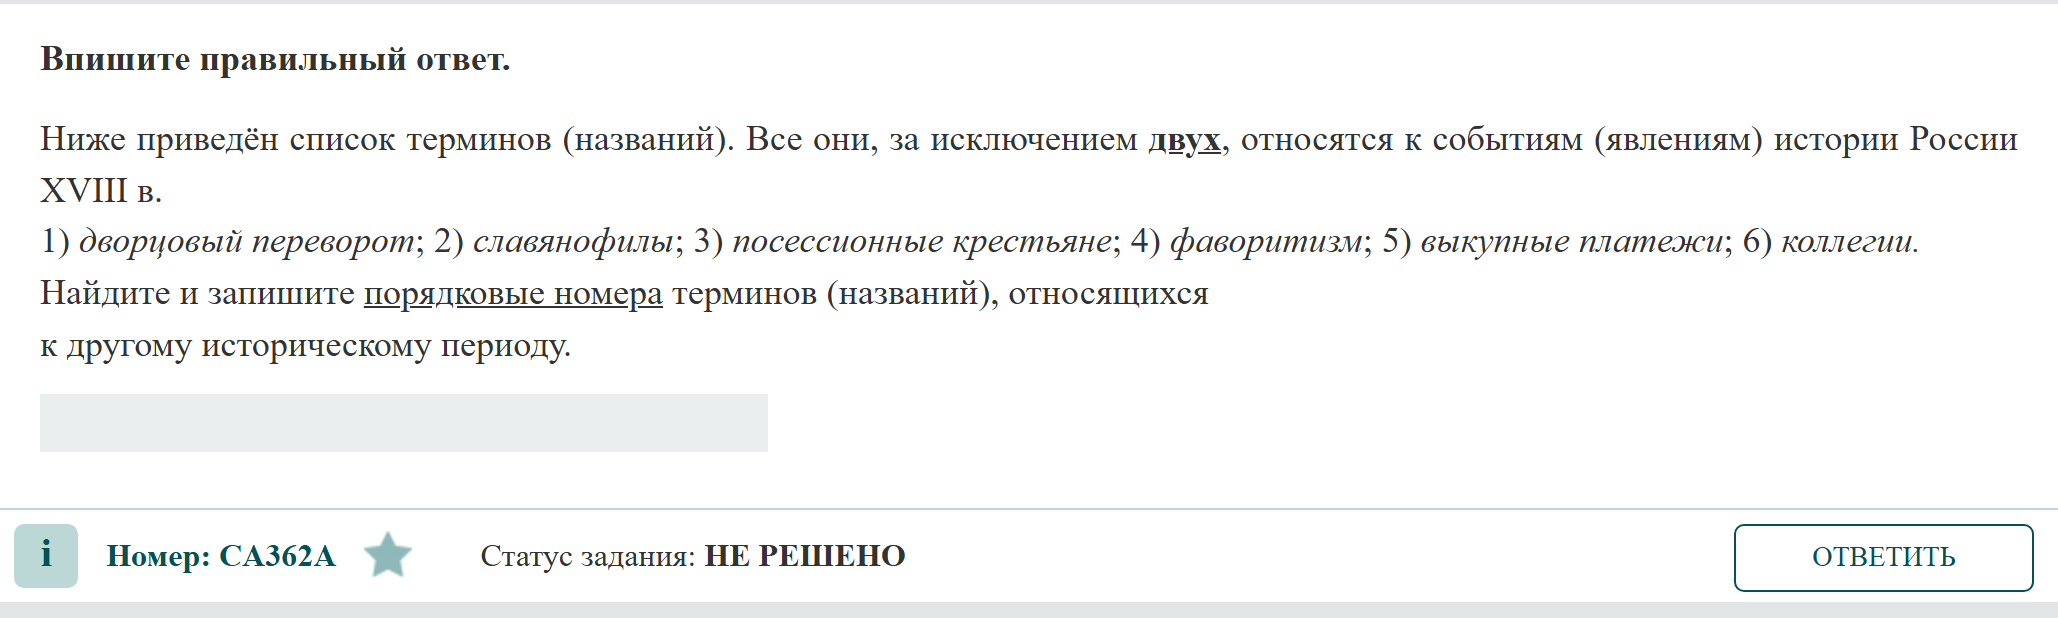 Впишите правильный ответ.
Ниже приведён список терминов (названий). Все они, за исключением двух, относятся к событиям (явлениям) истории России
XVIII в.
1) дворцовый переворот; 2) славянофилы; 3) посессионные крестьяне; 4) фаворитизм; 5) выкупные платежи; 6) коллегии.
Найдите и запишите порядковые номера терминов (названий), относящихся
к другому историческому периоду.
i Номер: CA362A Статус задания: НЕ РЕШЕНО ОТВЕТИТЬ